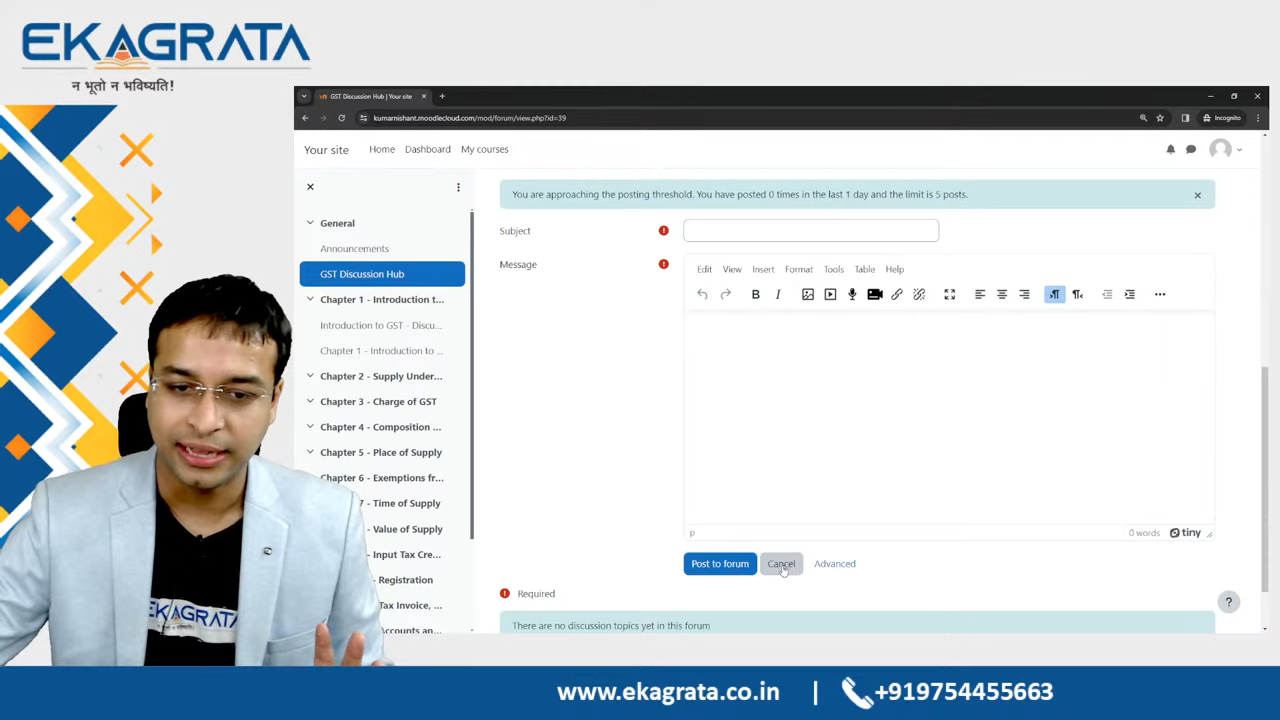 EKAGRATA
न भूतो न भविष्यति!
GST Discussion Hub | Your site
kumarnishant.moodlecloud.com/mod/forum/view.php?id=39
Incognito
Your site
Home
Dashboard
My courses
You are approaching the posting threshold. You have posted 0 times in the last 1 day and the limit is 5 posts.
General
Announcements
GST Discussion Hub
Chapter 1 - Introduction t...
Introduction to GST - Discu...
Chapter 1 - Introduction to ...
Chapter 2 - Supply Under...
Chapter 3 - Charge of GST
Chapter 4 - Composition ...
Chapter 5 - Place of Supply
Chapter 6 - Exemptions fr...
7 - Time of Supply
- Value of Supply
- Input Tax Cre...
- Registration
- Tax Invoice, ...
Accounts an...
Subject
Message
Edit View Insert Format Tools Table Help
B I
p
0 words tiny
Post to forum
Cancel
Advanced
Required
There are no discussion topics yet in this forum
?
EKAGRATA
www.ekagrata.co.in | +919754455663